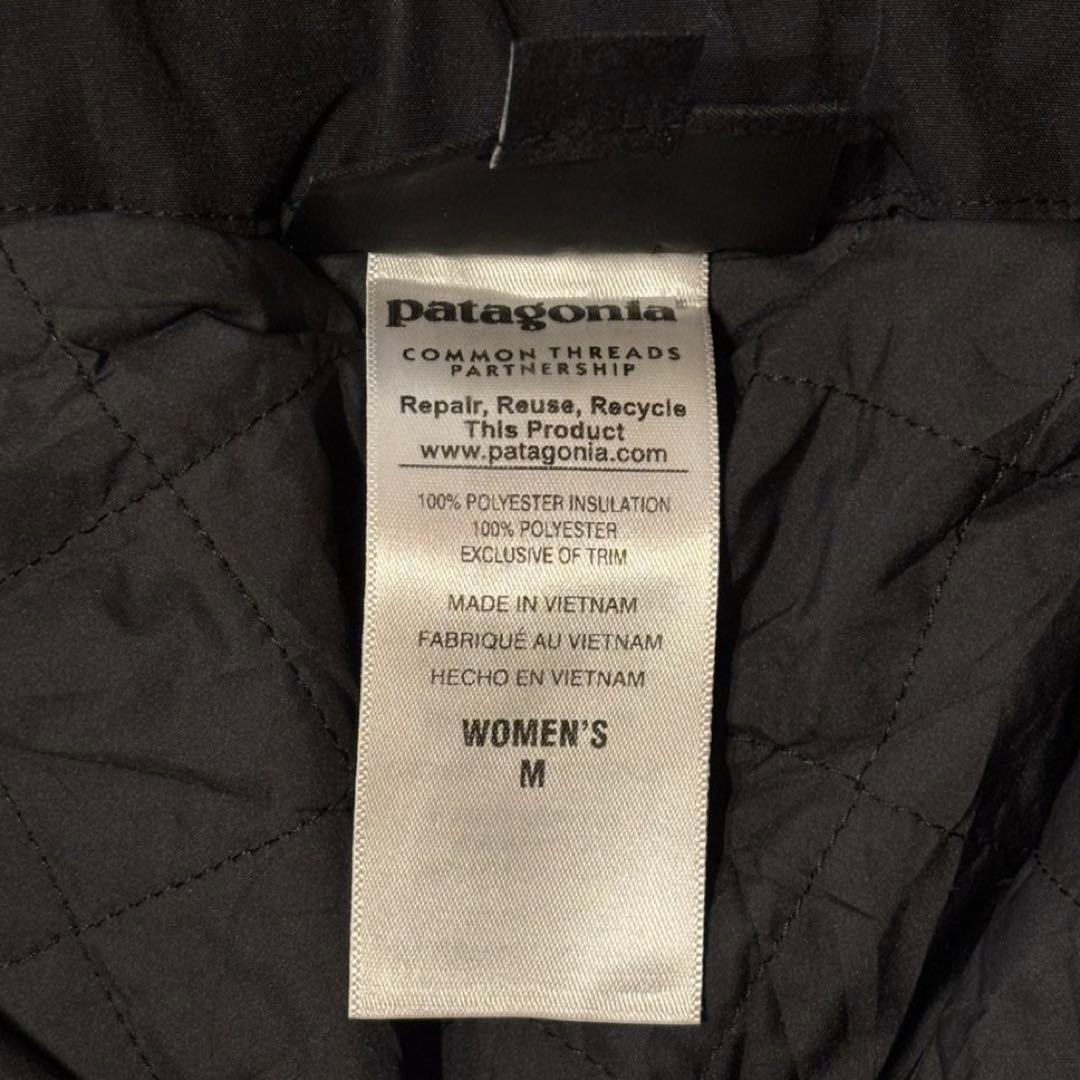 patagonia
COMMON THREADS
PARTNERSHIP
Repair, Reuse, Recycle
This Product
www.patagonia.com
100% POLYESTER INSULATION
100% POLYESTER
EXCLUSIVE OF TRIM
MADE IN VIETNAM
FABRIQUÉ AU VIETNAM
HECHO EN VIETNAM
WOMEN'S
M